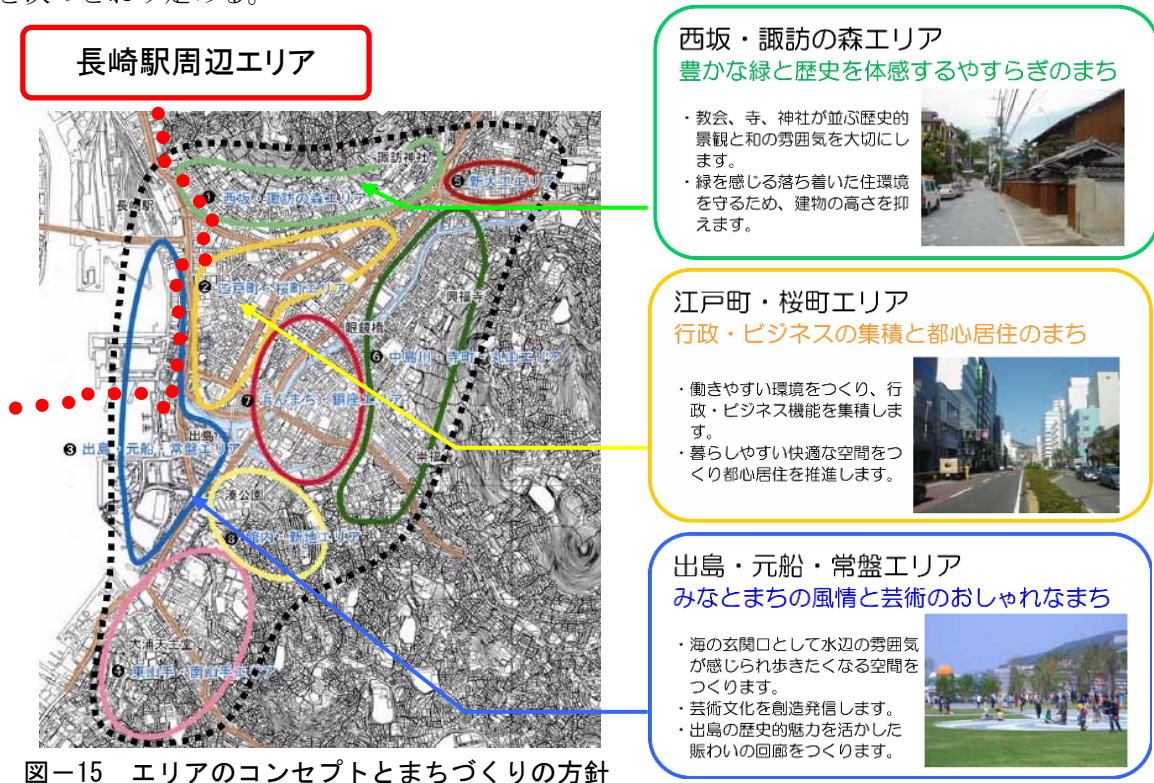 長崎駅周辺エリア
諏訪神社
❺ 新大工エリア
❶ 西坂・諏訪の森エリア
長崎駅
❷ 江戸町・桜町エリア
興福寺
眼鏡橋
❻ 中島川・寺町・丸山エリア
❼ 浜んまち・銅座エリア
出島
❸ 出島・元船・常盤エリア
崇福寺
湊公園
❽ 館内・新地エリア
大浦天主堂
❹ 東山手・南山手エリア
図－15 エリアのコンセプトとまちづくりの方針
西坂・諏訪の森エリア
豊かな緑と歴史を体感するやすらぎのまち
・教会、寺、神社が並ぶ歴史的
景観と和の雰囲気を大切にし
ます。
・緑を感じる落ち着いた住環境
を守るため、建物の高さを抑
えます。
江戸町・桜町エリア
行政・ビジネスの集積と都心居住のまち
・働きやすい環境をつくり、行
政・ビジネス機能を集積しま
す。
・暮らしやすい快適な空間をつ
くり都心居住を推進します。
出島・元船・常盤エリア
みなとまちの風情と芸術のおしゃれなまち
・海の玄関口として水辺の雰囲気
が感じられ歩きたくなる空間を
つくります。
・芸術文化を創造発信します。
・出島の歴史的魅力を活かした
賑わいの回廊をつくります。